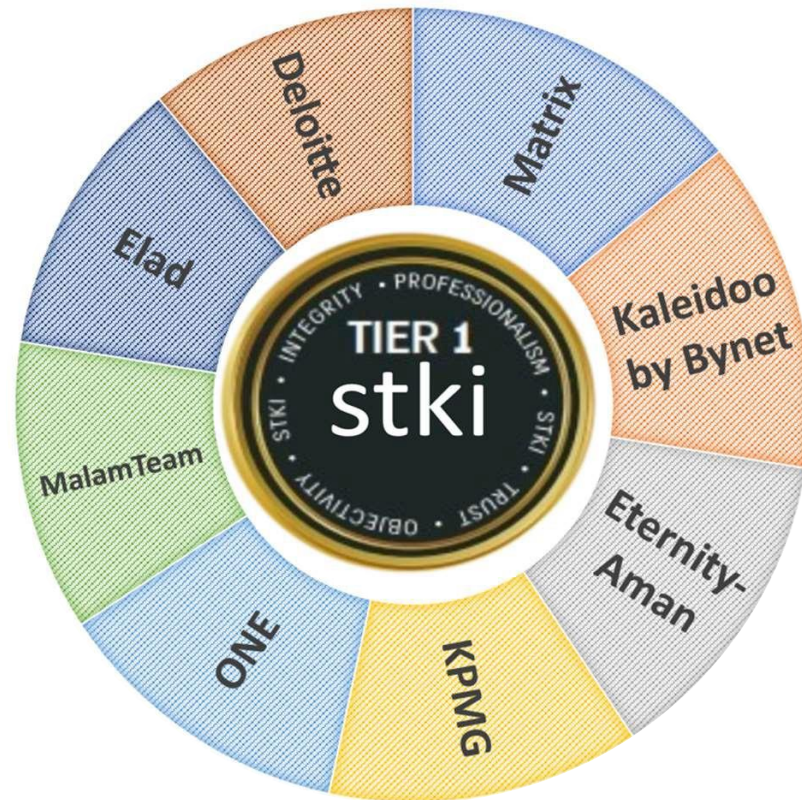 Matrix
Kaleidoo
by Bynet
Eternity-
Aman
KPMG
ONE
MalamTeam
Elad
Deloitte
TIER 1
stki
STKI • INTEGRITY • PROFESSIONALISM • STKI • TRUST • OBJECTIVITY •